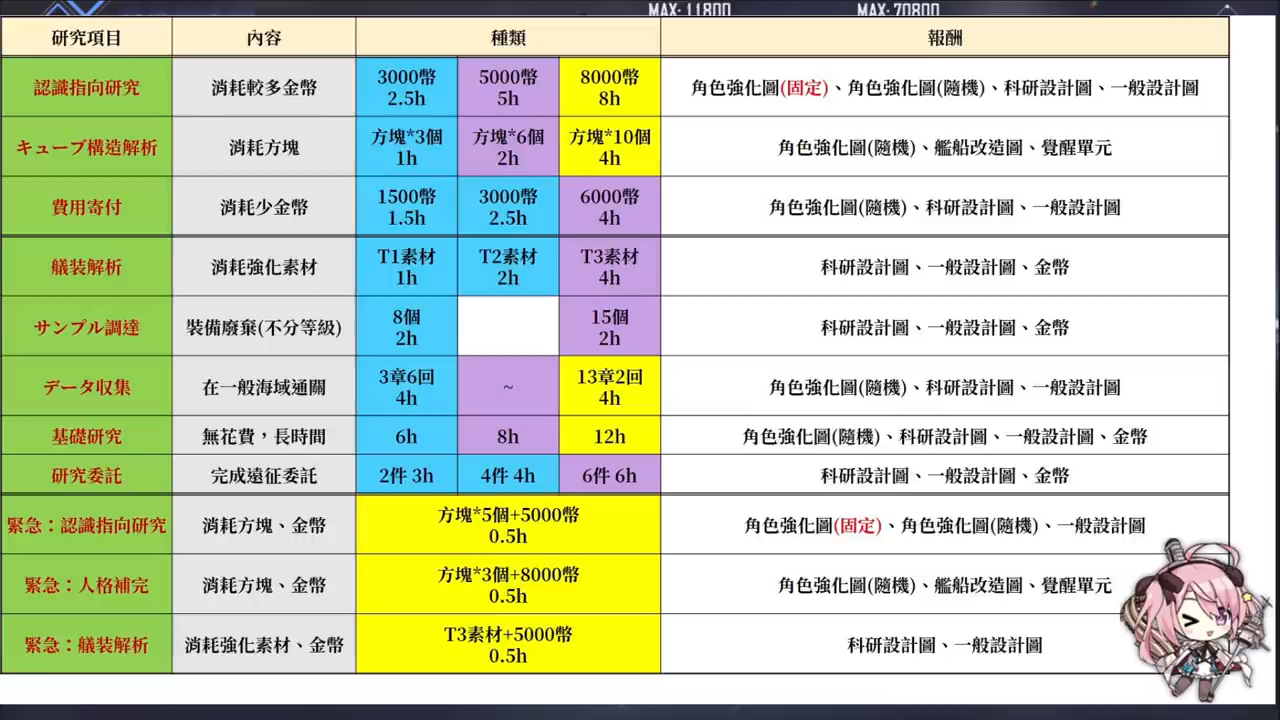 MAX: 11800
MAX: 70800
研究項目
內容
種類
報酬
認識指向研究
消耗較多金幣
3000幣
2.5h
5000幣
5h
8000幣
8h
角色強化圖(固定)、角色強化圖(隨機)、科研設計圖、一般設計圖
キューブ構造解析
消耗方塊
方塊*3個
1h
方塊*6個
2h
方塊*10個
4h
角色強化圖(隨機)、艦船改造圖、覺醒單元
費用寄付
消耗少金幣
1500幣
1.5h
3000幣
2.5h
6000幣
4h
角色強化圖(隨機)、科研設計圖、一般設計圖
艤装解析
消耗強化素材
T1素材
1h
T2素材
2h
T3素材
4h
科研設計圖、一般設計圖、金幣
サンプル調達
裝備廢棄(不分等級)
8個
2h
15個
2h
科研設計圖、一般設計圖、金幣
データ収集
在一般海域通關
3章6回
4h
~
13章2回
4h
角色強化圖(隨機)、科研設計圖、一般設計圖
基礎研究
無花費，長時間
6h
8h
12h
角色強化圖(隨機)、科研設計圖、一般設計圖、金幣
研究委託
完成遠征委託
2件 3h
4件 4h
6件 6h
科研設計圖、一般設計圖、金幣
緊急：認識指向研究
消耗方塊、金幣
方塊*5個+5000幣
0.5h
角色強化圖(固定)、角色強化圖(隨機)、一般設計圖
緊急：人格補完
消耗方塊、金幣
方塊*3個+8000幣
0.5h
角色強化圖(隨機)、艦船改造圖、覺醒單元
緊急：艤装解析
消耗強化素材、金幣
T3素材+5000幣
0.5h
科研設計圖、一般設計圖